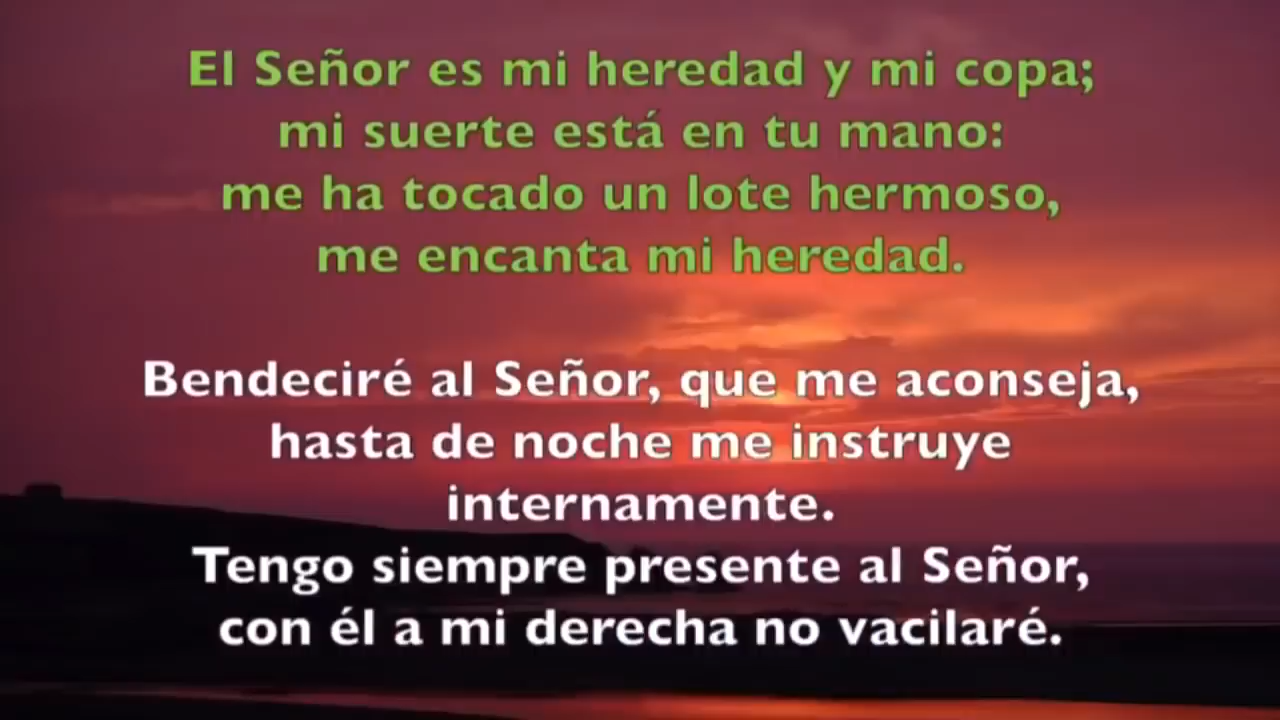 El Señor es mi heredad y mi copa;
mi suerte está en tu mano:
me ha tocado un lote hermoso,
me encanta mi heredad.
Bendeciré al Señor, que me aconseja,
hasta de noche me instruye
internamente.
Tengo siempre presente al Señor,
con él a mi derecha no vacilaré.